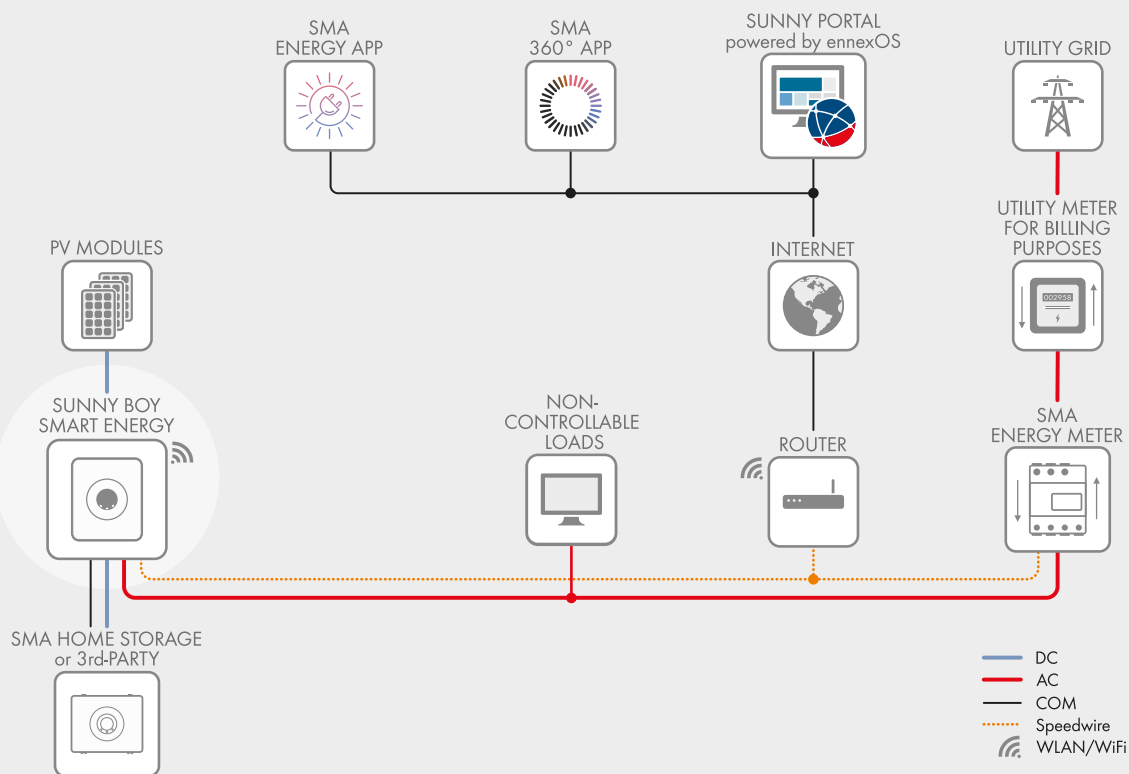 SMA
ENERGY APP
SMA
360° APP
SUNNY PORTAL
powered by ennexOS
UTILITY GRID
UTILITY METER
FOR BILLING
PURPOSES
002958
PV MODULES
INTERNET
SUNNY BOY
SMART ENERGY
NON-
CONTROLLABLE
LOADS
ROUTER
SMA
ENERGY METER
SMA HOME STORAGE
or 3rd-PARTY
DC
AC
COM
Speedwire
WLAN/WiFi